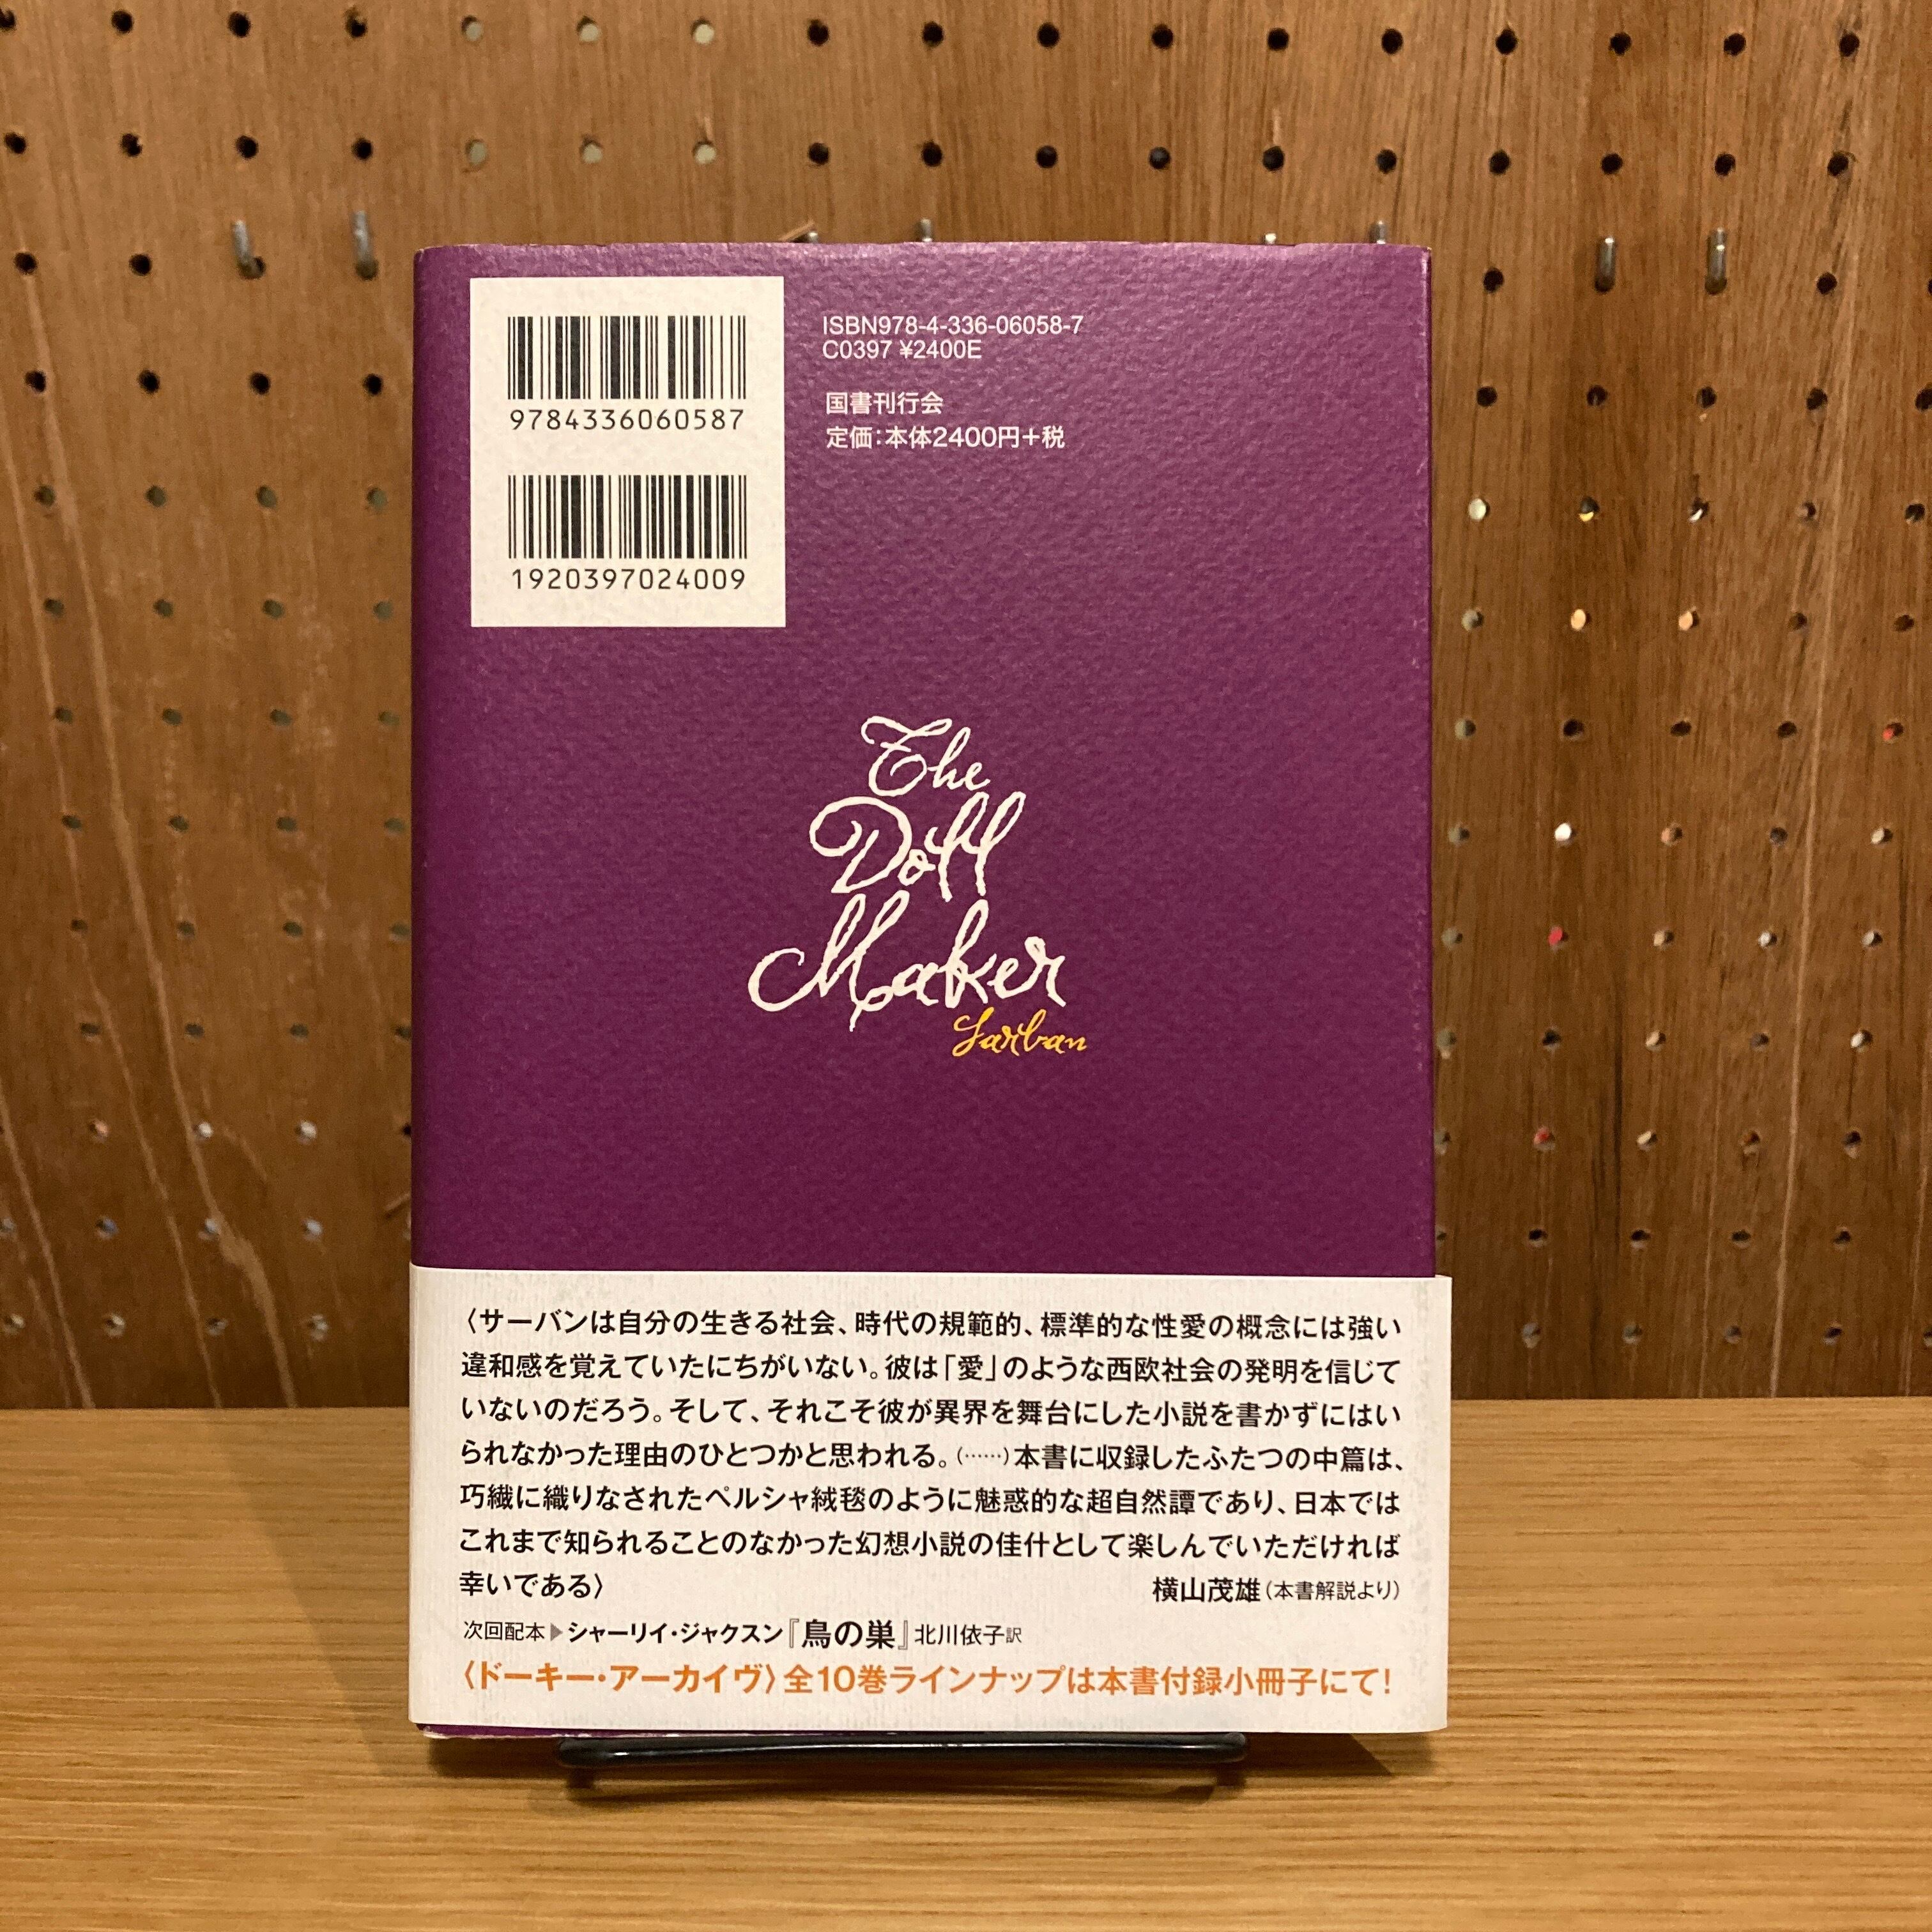 9784336060587
1920397024009
ISBN978-4-336-06058-7
C0397 ¥2400E
国書刊行会
定価：本体2400円＋税
The
Doll
Maker
Sarban
〈サーバンは自分の生きる社会、時代の規範的、標準的な性愛の概念には強い
違和感を覚えていたにちがいない。彼は「愛」のような西欧社会の発明を信じて
いないのだろう。そして、それこそ彼が異界を舞台にした小説を書かずにはい
られなかった理由のひとつかと思われる。（……）本書に収録したふたつの中篇は、
巧繊に織りなされたペルシャ絨毯のように魅惑的な超自然譚であり、日本では
これまで知られることのなかった幻想小説の佳什として楽しんでいただければ
幸いである〉 横山茂雄（本書解説より）
次回配本▶シャーリイ・ジャクスン『鳥の巣』北川依子訳
〈ドーキー・アーカイヴ〉全10巻ラインナップは本書付録小冊子にて！